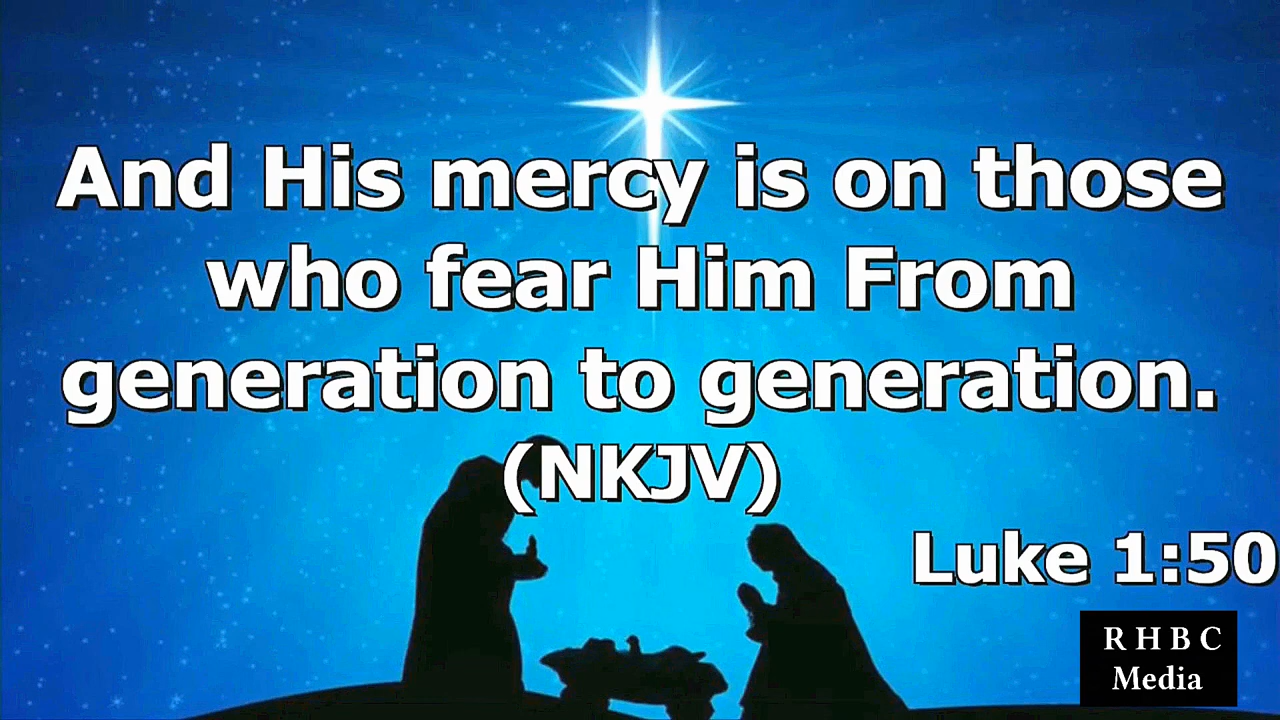 And His mercy is on those
who fear Him From
generation to generation.
(NKJV)
Luke 1:50
R H B C
Media